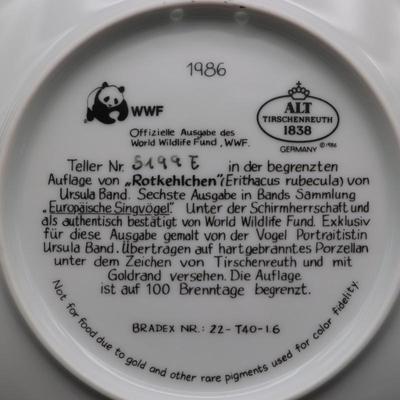 1986
WWF
Offizielle Ausgabe des
World Wildlife Fund, WWF.
ALT
TIRSCHENREUTH
1838
GERMANY © 1986
Teller Nr. 5199 E in der begrenzten
Auflage von „Rotkehlchen" (Erithacus rubecula) von
Ursula Band. Sechste Ausgabe in Bands Sammlung
„Europäische Singvögel". Unter der Schirmherrschaft und
als authentisch bestätigt von World Wildlife Fund. Exklusiv
für diese Ausgabe gemalt von der Vogel Portraitistin
Ursula Band. Übertragen auf hartgebranntes Porzellan
unter dem Zeichen von Tirschenreuth und mit
Goldrand versehen. Die Auflage
ist auf 100 Brenntage begrenzt.
BRADEX NR.: 22-T40-1.6
Not for food due to gold and other rare pigments used for color fidelity.